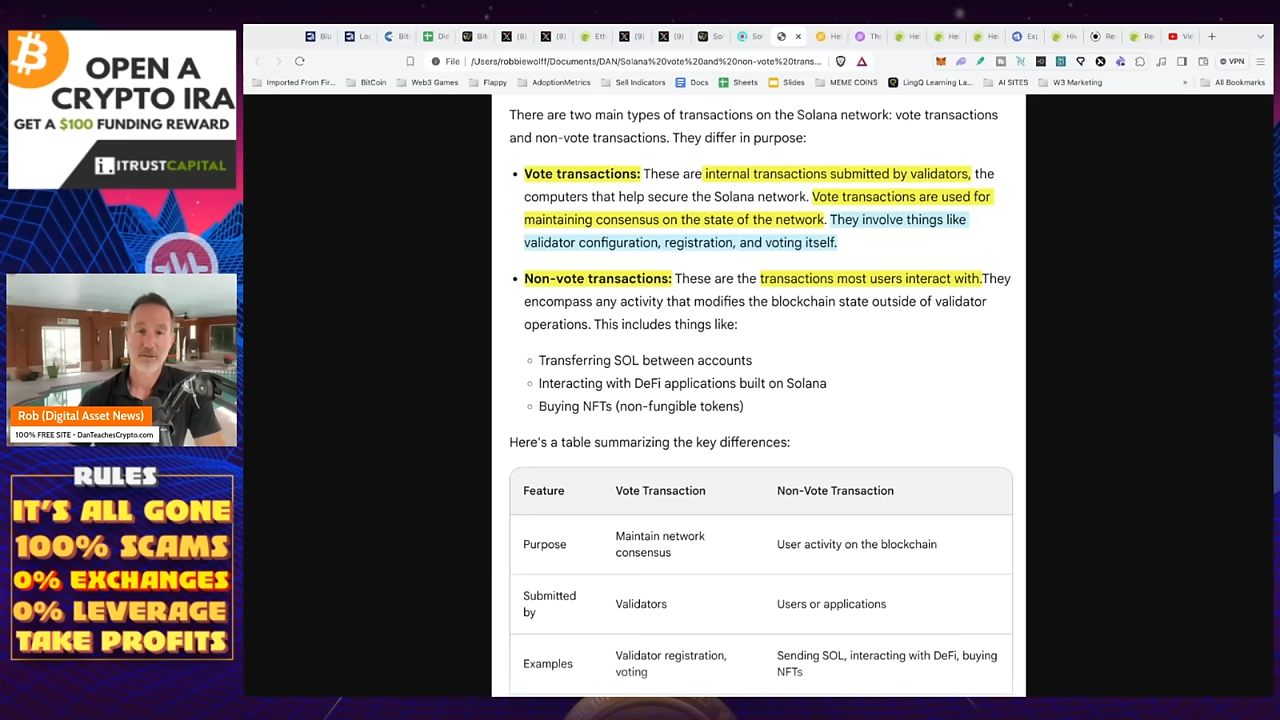 OPEN A
CRYPTO IRA
GET A $100 FUNDING REWARD
i. ITRUSTCAPITAL
Rob (Digital Asset News)
100% FREE SITE - DanTeachesCrypto.com
RULES
IT'S ALL GONE
100% SCAMS
0% EXCHANGES
0% LEVERAGE
TAKE PROFITS
File /Users/robbiewolff/Documents/DAN/Solana%20vote%20and%20non-vote%20trans...
VPN
Imported From Fir... BitCoin Web3 Games Flappy AdoptionMetrics Sell Indicators Docs Sheets Slides MEME COINS LingQ Learning La... AI SITES W3 Marketing » All Bookmarks
There are two main types of transactions on the Solana network: vote transactions
and non-vote transactions. They differ in purpose:
• Vote transactions: These are internal transactions submitted by validators, the
computers that help secure the Solana network. Vote transactions are used for
maintaining consensus on the state of the network. They involve things like
validator configuration, registration, and voting itself.
• Non-vote transactions: These are the transactions most users interact with.They
encompass any activity that modifies the blockchain state outside of validator
operations. This includes things like:
○ Transferring SOL between accounts
○ Interacting with DeFi applications built on Solana
○ Buying NFTs (non-fungible tokens)
Here's a table summarizing the key differences:
Feature Vote Transaction Non-Vote Transaction
Purpose Maintain network consensus User activity on the blockchain
Submitted by Validators Users or applications
Examples Validator registration, voting Sending SOL, interacting with DeFi, buying NFTs